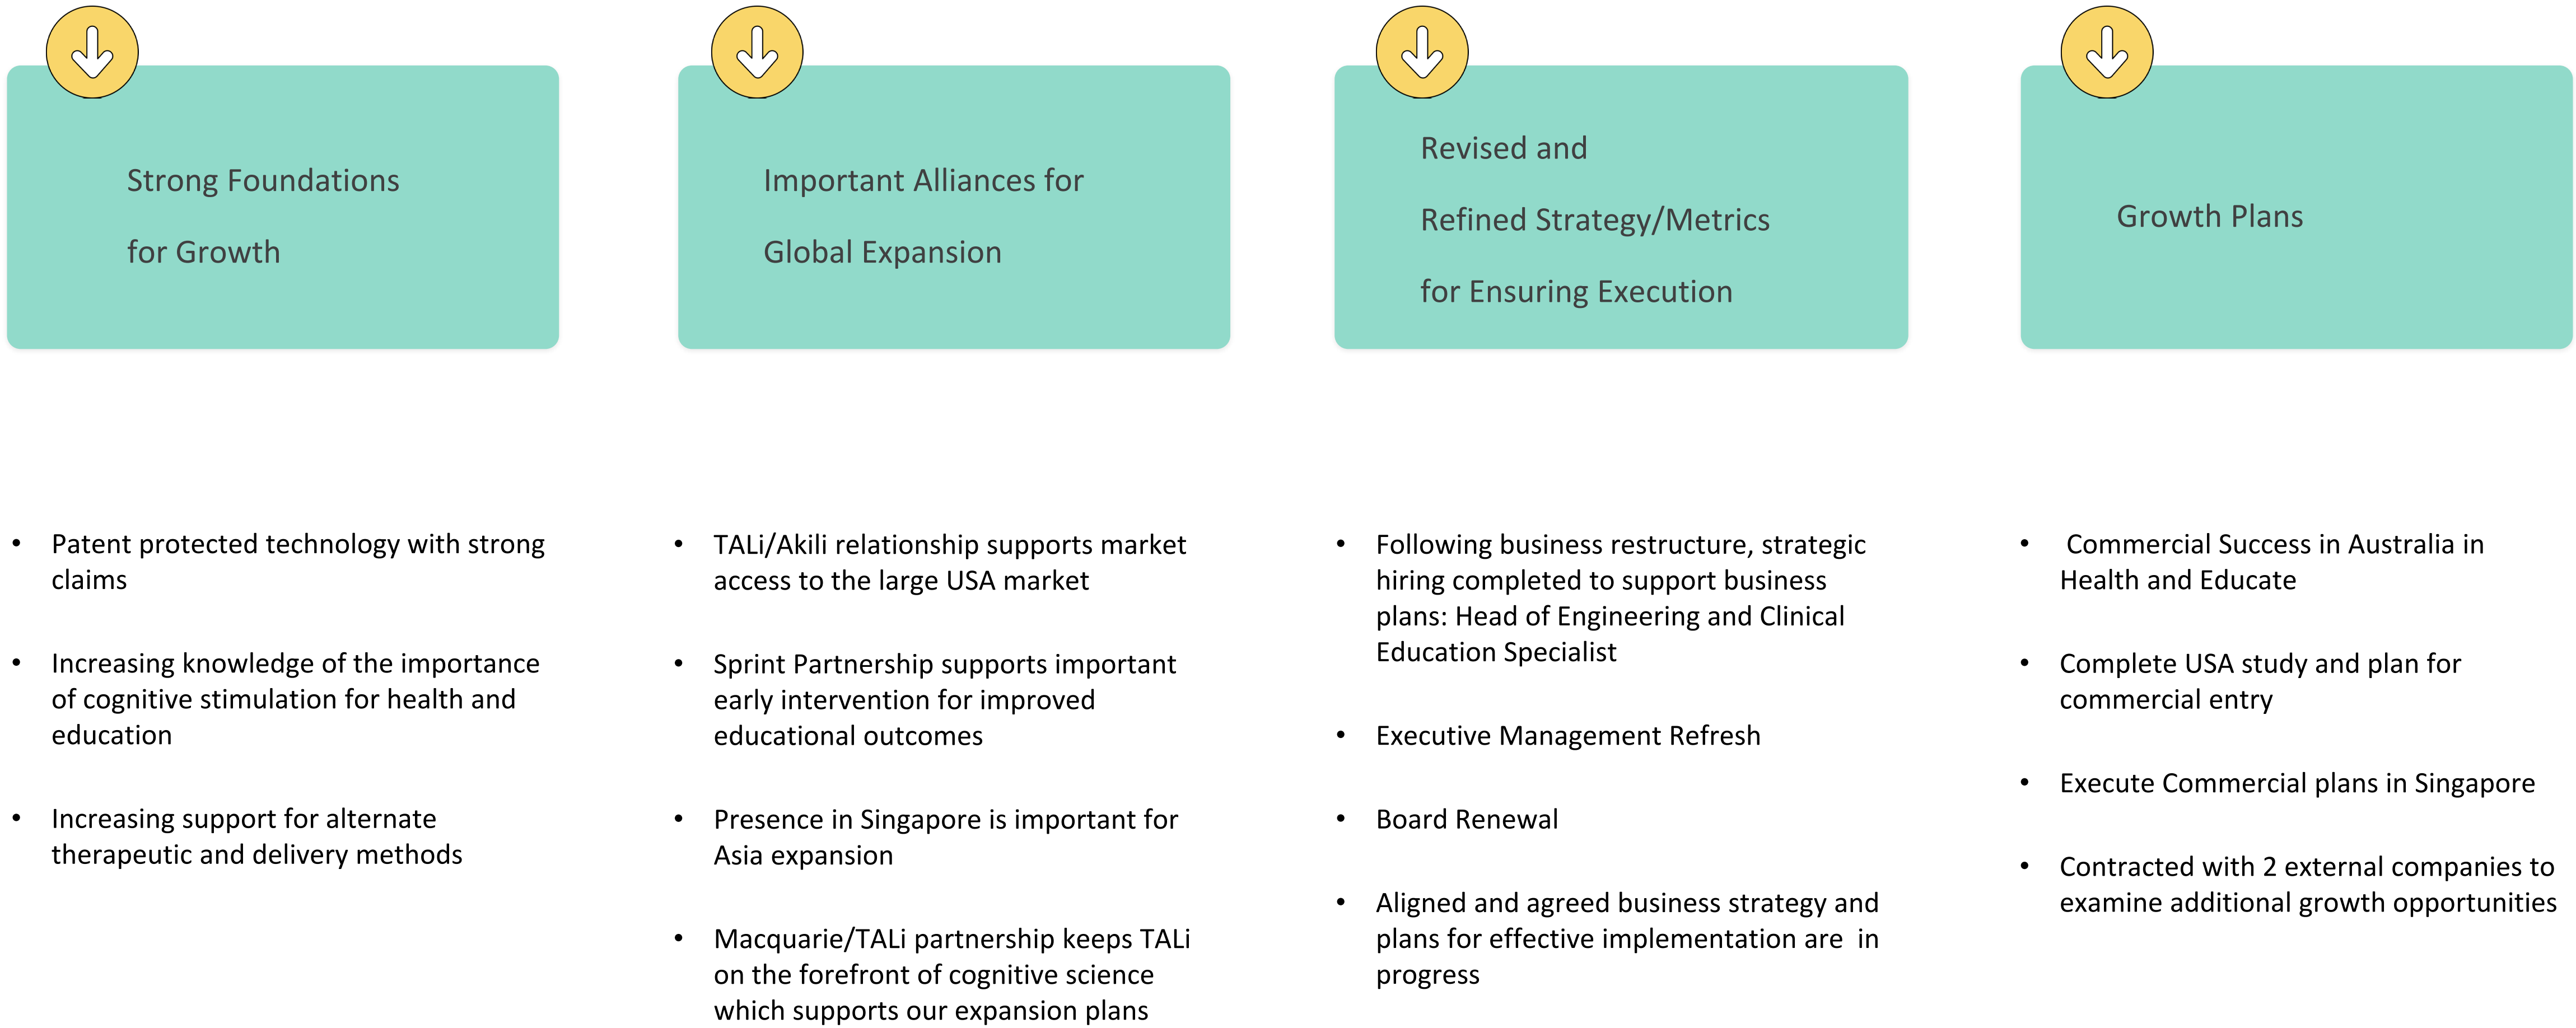 Strong Foundations
for Growth
Important Alliances for
Global Expansion
Revised and
Refined Strategy/Metrics
for Ensuring Execution
Growth Plans
• Patent protected technology with strong
claims
• Increasing knowledge of the importance
of cognitive stimulation for health and
education
• Increasing support for alternate
therapeutic and delivery methods
• TALi/Akili relationship supports market
access to the large USA market
• Sprint Partnership supports important
early intervention for improved
educational outcomes
• Presence in Singapore is important for
Asia expansion
• Macquarie/TALi partnership keeps TALi
on the forefront of cognitive science
which supports our expansion plans
• Following business restructure, strategic
hiring completed to support business
plans: Head of Engineering and Clinical
Education Specialist
• Executive Management Refresh
• Board Renewal
• Aligned and agreed business strategy and
plans for effective implementation are  in
progress
• Commercial Success in Australia in
Health and Educate
• Complete USA study and plan for
commercial entry
• Execute Commercial plans in Singapore
• Contracted with 2 external companies to
examine additional growth opportunities